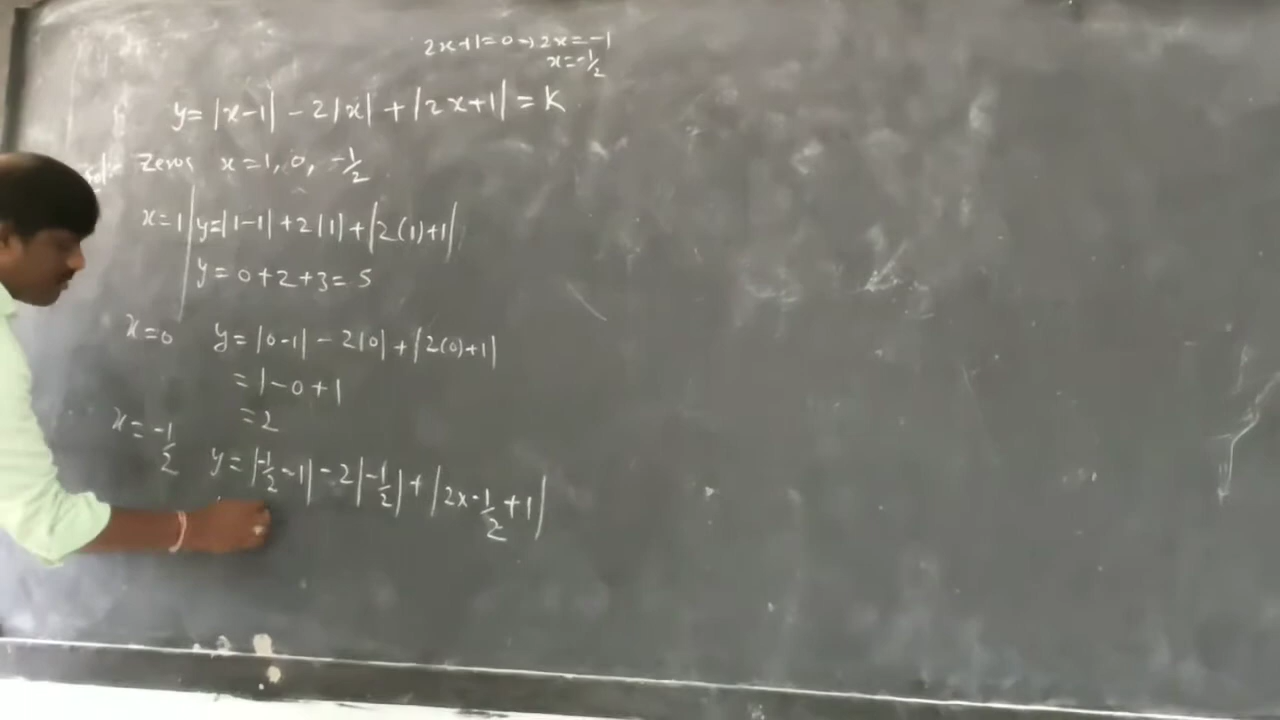 2x+1=0→2x=-1
x=-1/2
y=|x-1| - 2|x| + |2x+1| = K
Sol:- Zeros x=1, 0, -1/2
x=1 | y=|1-1| + 2|1| + |2(1)+1|
y= 0+2+3= 5
x=0 y= |0-1| - 2|0| + |2(0)+1|
= 1-0+1
= 2
x= -1/2 y= |-1/2 -1| - 2|-1/2| + |2x-1/2 +1|